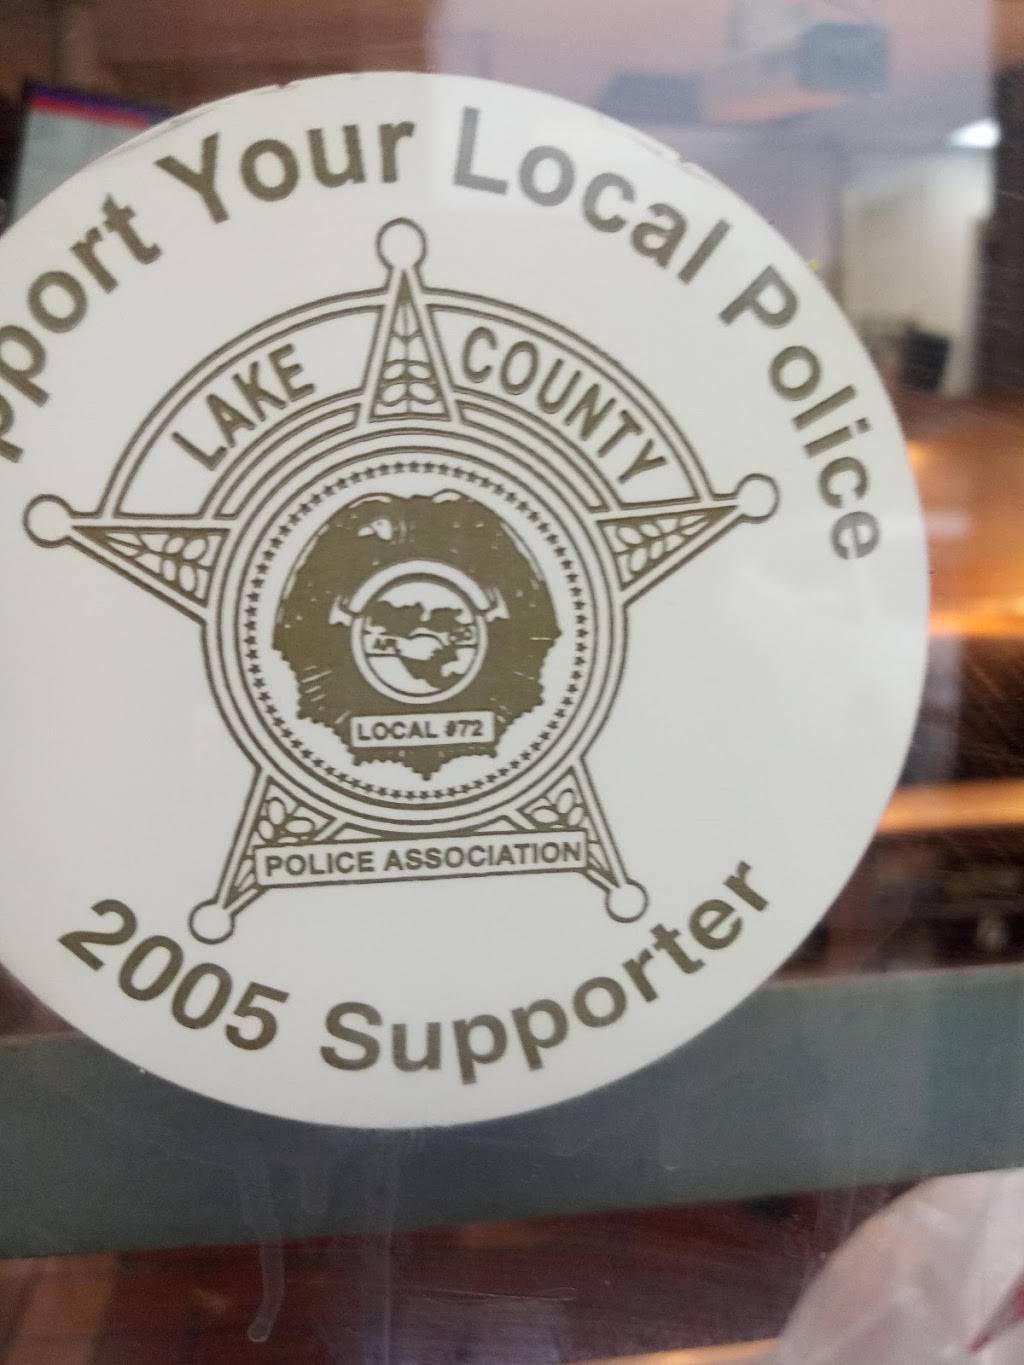 pport Your Local Police
LAKE COUNTY
LOCAL #72
POLICE ASSOCIATION
2005 Supporter